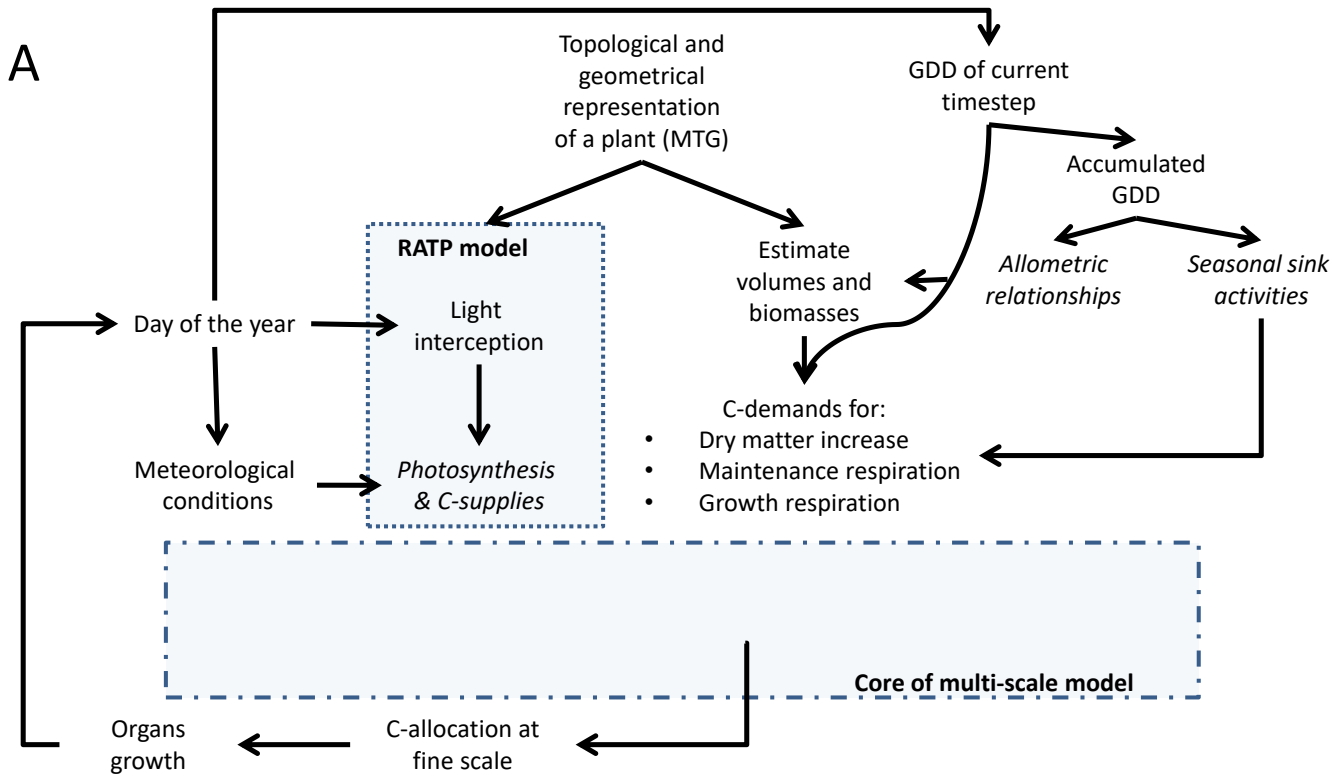 A
Topological and
geometrical
representation
of a plant (MTG)
GDD of current
timestep
Accumulated
GDD
RATP model
Estimate
volumes and
biomasses
Allometric
relationships
Seasonal sink
activities
Day of the year
Light
interception
C-demands for:
• Dry matter increase
• Maintenance respiration
• Growth respiration
Meteorological
conditions
Photosynthesis
& C-supplies
Core of multi-scale model
Organs
growth
C-allocation at
fine scale